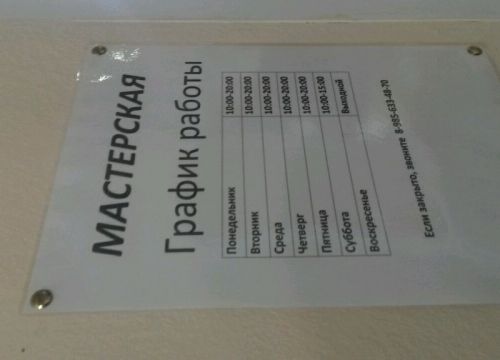 МАСТЕРСКАЯ
График работы
Понедельник 10:00-20:00
Вторник 10:00-20:00
Среда 10:00-20:00
Четверг 10:00-20:00
Пятница 10:00-20:00
Суббота 10:00-15:00
Воскресенье Выходной
Если закрыто, звоните 8-985-633-48-70